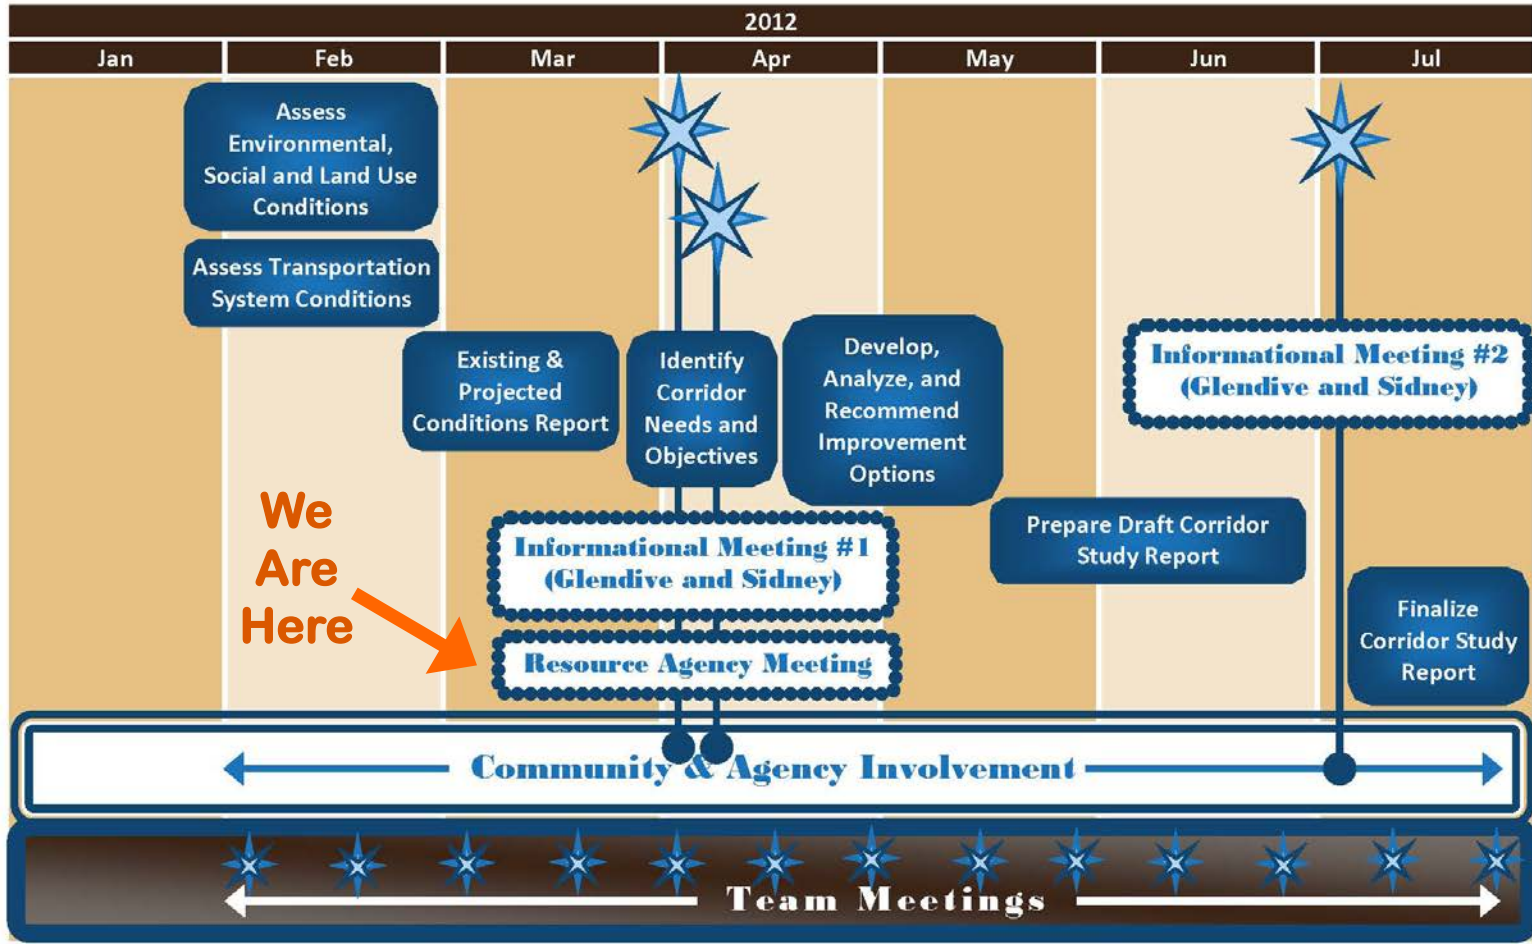 2012
Jan
Feb
Mar
Apr
May
Jun
Jul
Assess
Environmental,
Social and Land Use
Conditions
Assess Transportation
System Conditions
Existing &
Projected
Conditions Report
Identify
Corridor
Needs and
Objectives
Develop,
Analyze, and
Recommend
Improvement
Options
Informational Meeting #2
(Glendive and Sidney)
We
Are
Here
Informational Meeting #1
(Glendive and Sidney)
Resource Agency Meeting
Prepare Draft Corridor
Study Report
Finalize
Corridor Study
Report
Community & Agency Involvement
Team Meetings